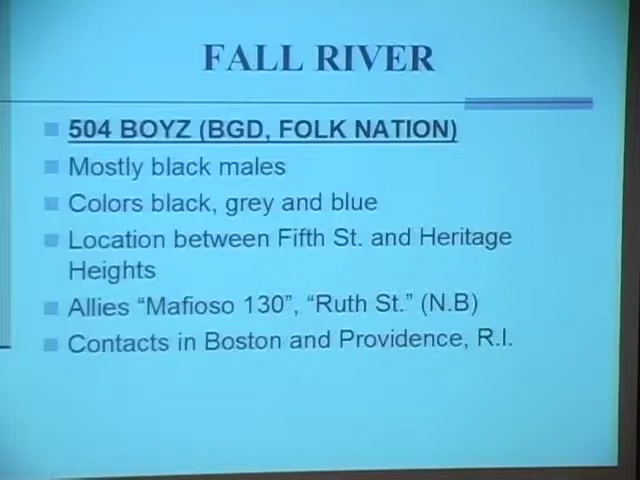 FALL RIVER
504 BOYZ (BGD, FOLK NATION)
Mostly black males
Colors black, grey and blue
Location between Fifth St. and Heritage
Heights
Allies “Mafioso 130”, “Ruth St.” (N.B)
Contacts in Boston and Providence, R.I.